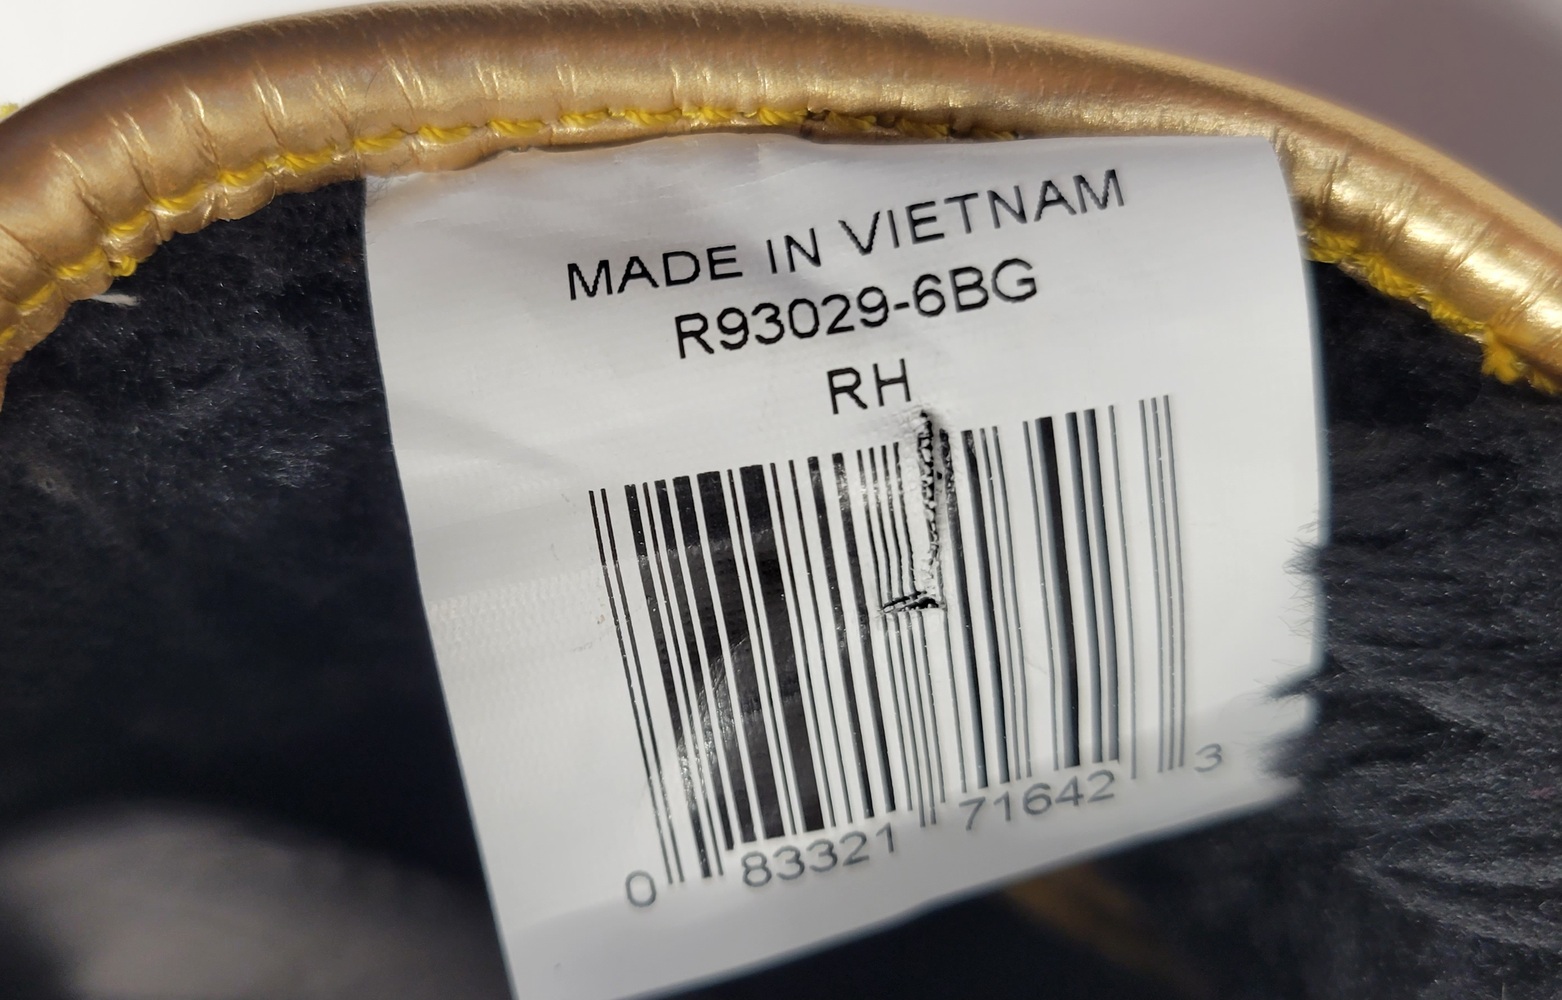 MADE IN VIETNAM
R93029-6BG
RH
0 83321 71642 3